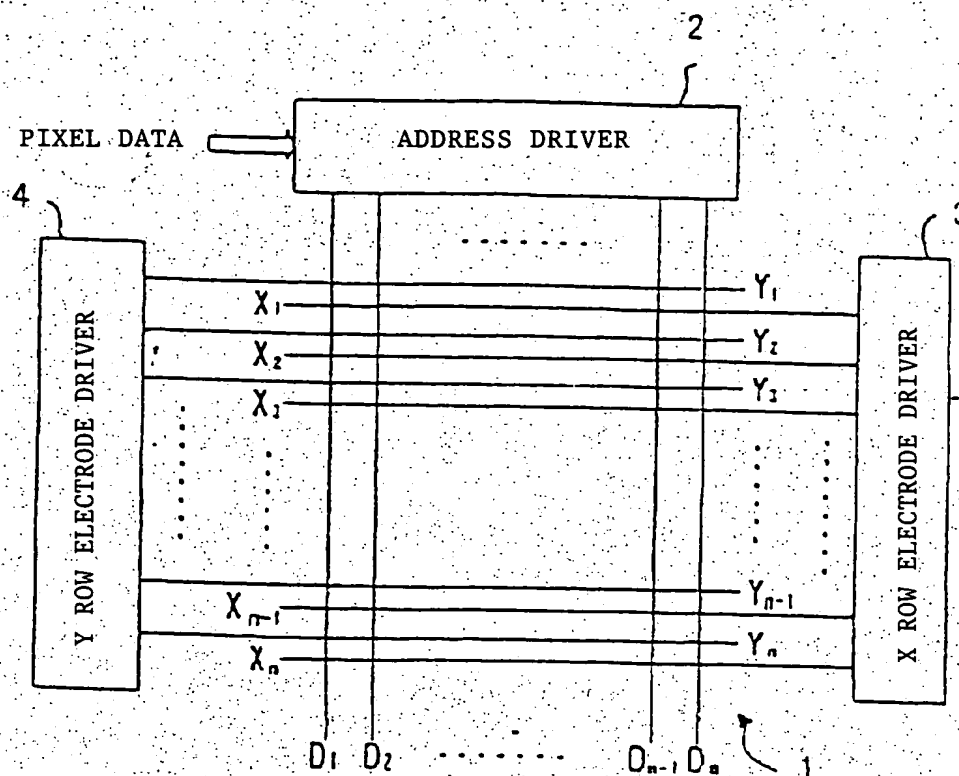 2
PIXEL DATA
ADDRESS DRIVER
4
3
Y ROW ELECTRODE DRIVER
X ROW ELECTRODE DRIVER
Y₁
X₁
Y₂
X₂
Y₃
X₃
Yₙ₋₁
Xₙ₋₁
Yₙ
Xₙ
D₁ D₂ Dₘ₋₁ Dₘ
1